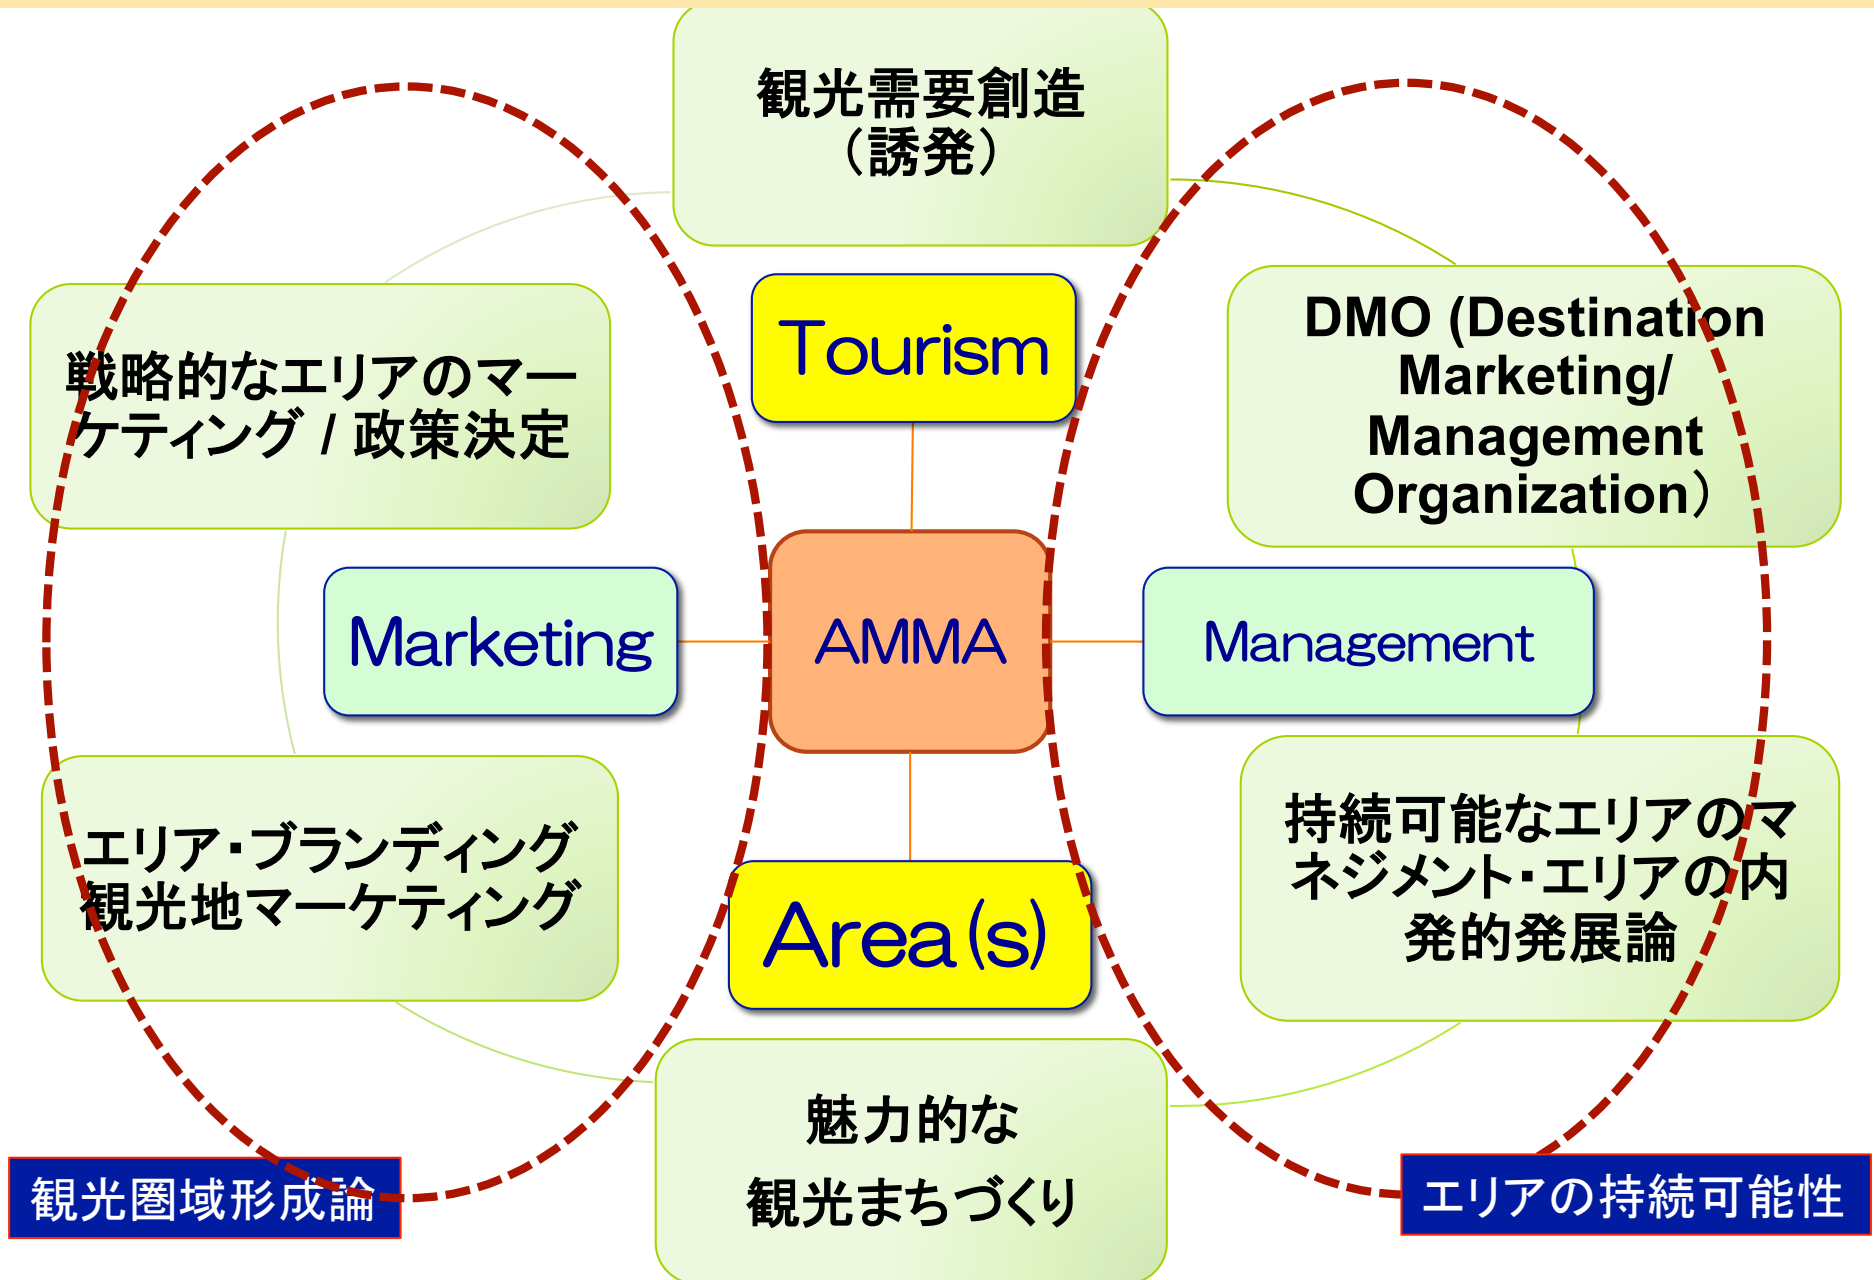 観光需要創造
（誘発）
Tourism
戦略的なエリアのマー
ケティング / 政策決定
DMO (Destination
Marketing/
Management
Organization）
Marketing
AMMA
Management
エリア・ブランディング
観光地マーケティング
Area(s)
持続可能なエリアのマ
ネジメント・エリアの内
発的発展論
魅力的な
観光まちづくり
観光圏域形成論
エリアの持続可能性